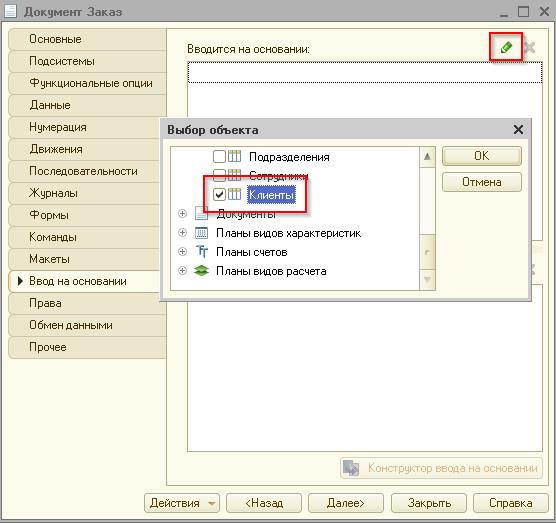 Документ Заказ
Основные
Подсистемы
Функциональные опции
Данные
Нумерация
Движения
Последовательности
Журналы
Формы
Команды
Макеты
Ввод на основании
Права
Обмен данными
Прочее
Вводится на основании:
Выбор объекта
Подразделения
Сотрудники
Клиенты
Документы
Планы видов характеристик
Планы счетов
Планы видов расчета
OK
Отмена
Конструктор ввода на основании
Действия
<Назад
Далее>
Закрыть
Справка